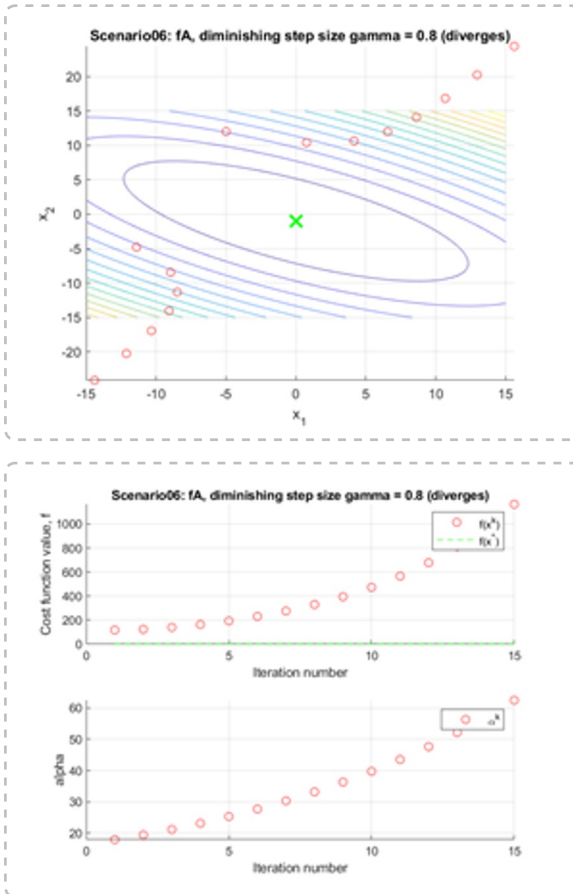 Scenario06: fA, diminishing step size gamma = 0.8 (diverges)
20
15
10
5
0
-5
-10
-15
-20
x2
-15 -10 -5 0 5 10 15
x1
Scenario06: fA, diminishing step size gamma = 0.8 (diverges)
Cost function value, f
1000
800
600
400
200
0
f(x^k)
f(x^*)
0 5 10 15
Iteration number
alpha
60
50
40
30
20
α^k
0 5 10 15
Iteration number